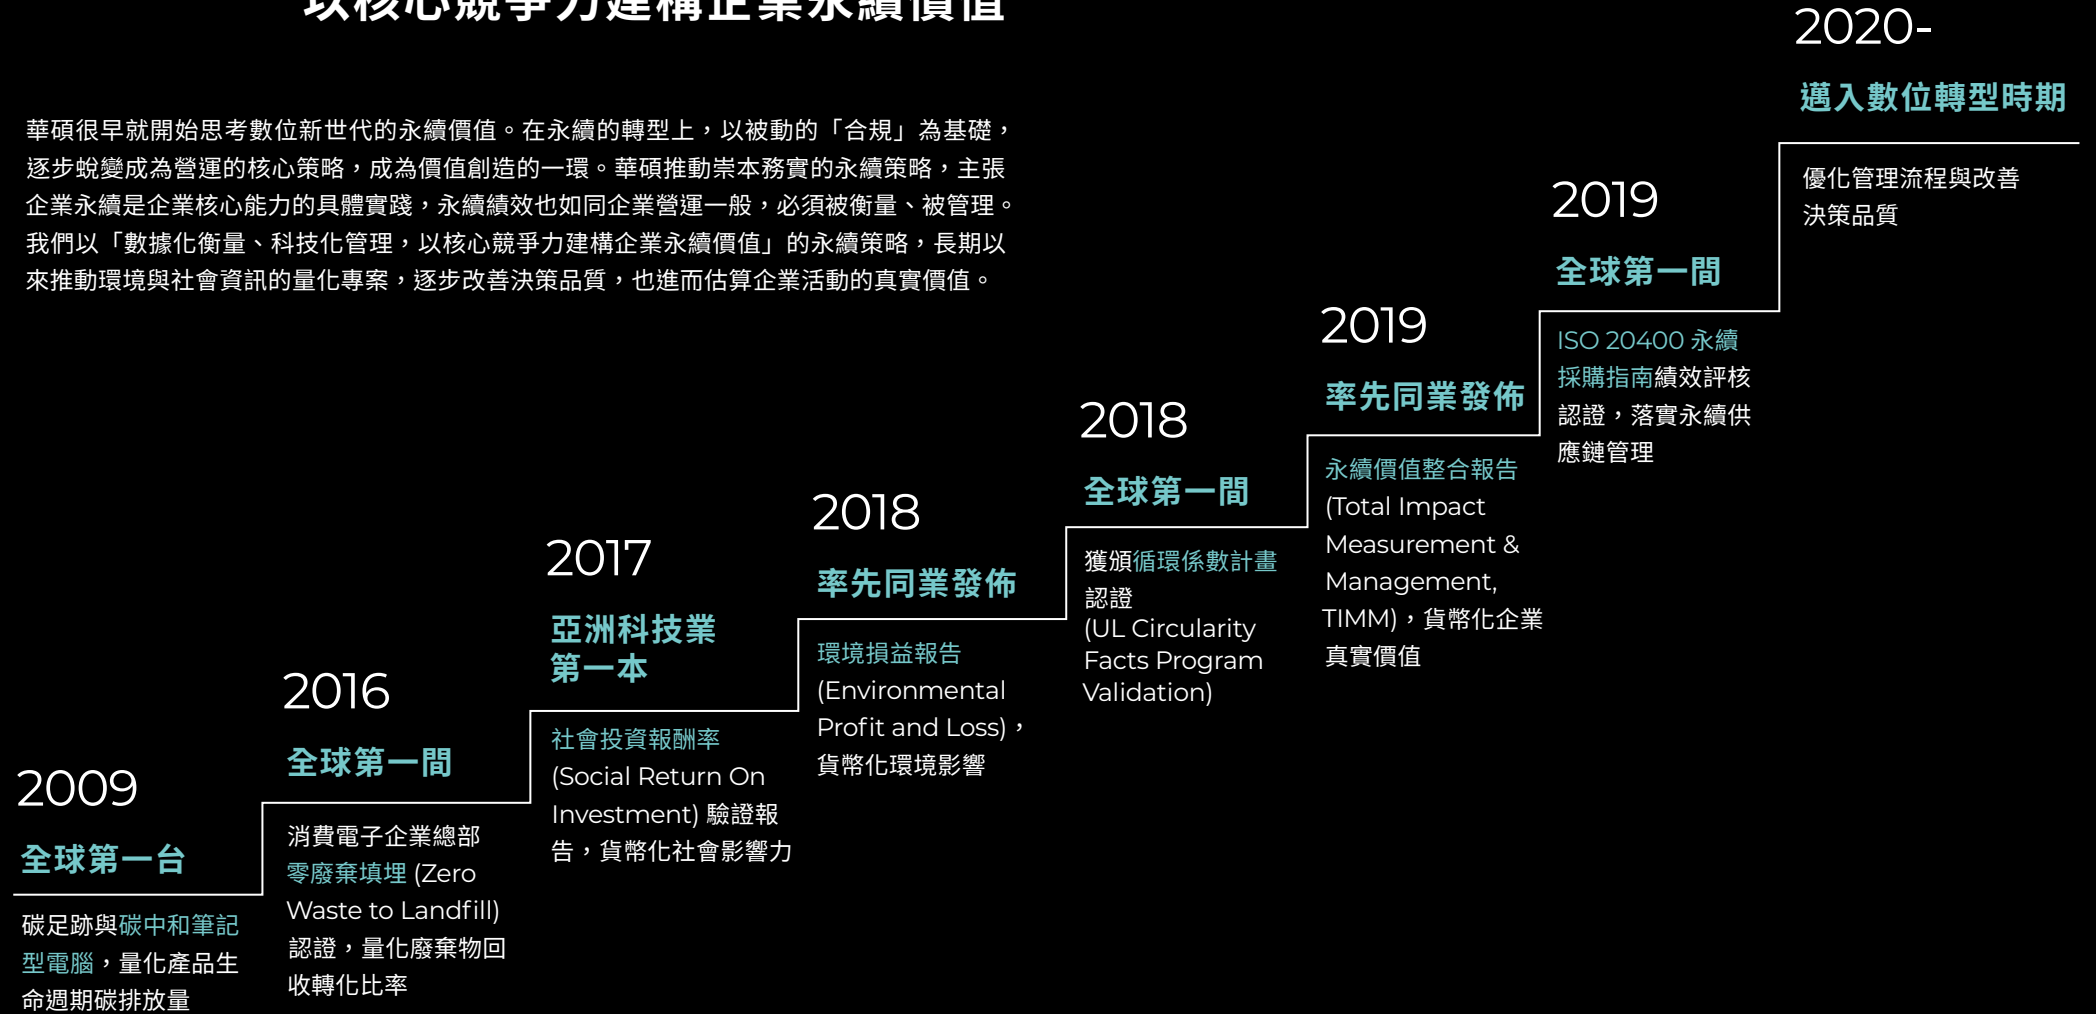 以核心競爭力建構企業永續價值
華碩很早就開始思考數位新世代的永續價值。在永續的轉型上，以被動的「合規」為基礎，
逐步蛻變成為營運的核心策略，成為價值創造的一環。華碩推動崇本務實的永續策略，主張
企業永續是企業核心能力的具體實踐，永續績效也如同企業營運一般，必須被衡量、被管理。
我們以「數據化衡量、科技化管理，以核心競爭力建構企業永續價值」的永續策略，長期以
來推動環境與社會資訊的量化專案，逐步改善決策品質，也進而估算企業活動的真實價值。
2009
全球第一台
碳足跡與碳中和筆記
型電腦，量化產品生
命週期碳排放量
2016
全球第一間
消費電子企業總部
零廢棄填埋 (Zero
Waste to Landfill)
認證，量化廢棄物回
收轉化比率
2017
亞洲科技業
第一本
社會投資報酬率
(Social Return On
Investment) 驗證報
告，貨幣化社會影響力
2018
率先同業發佈
環境損益報告
(Environmental
Profit and Loss)，
貨幣化環境影響
2018
全球第一間
獲頒循環係數計畫
認證
(UL Circularity
Facts Program
Validation)
2019
率先同業發佈
永續價值整合報告
(Total Impact
Measurement &
Management,
TIMM)，貨幣化企業
真實價值
2019
全球第一間
ISO 20400 永續
採購指南績效評核
認證，落實永續供
應鏈管理
2020-
邁入數位轉型時期
優化管理流程與改善
決策品質